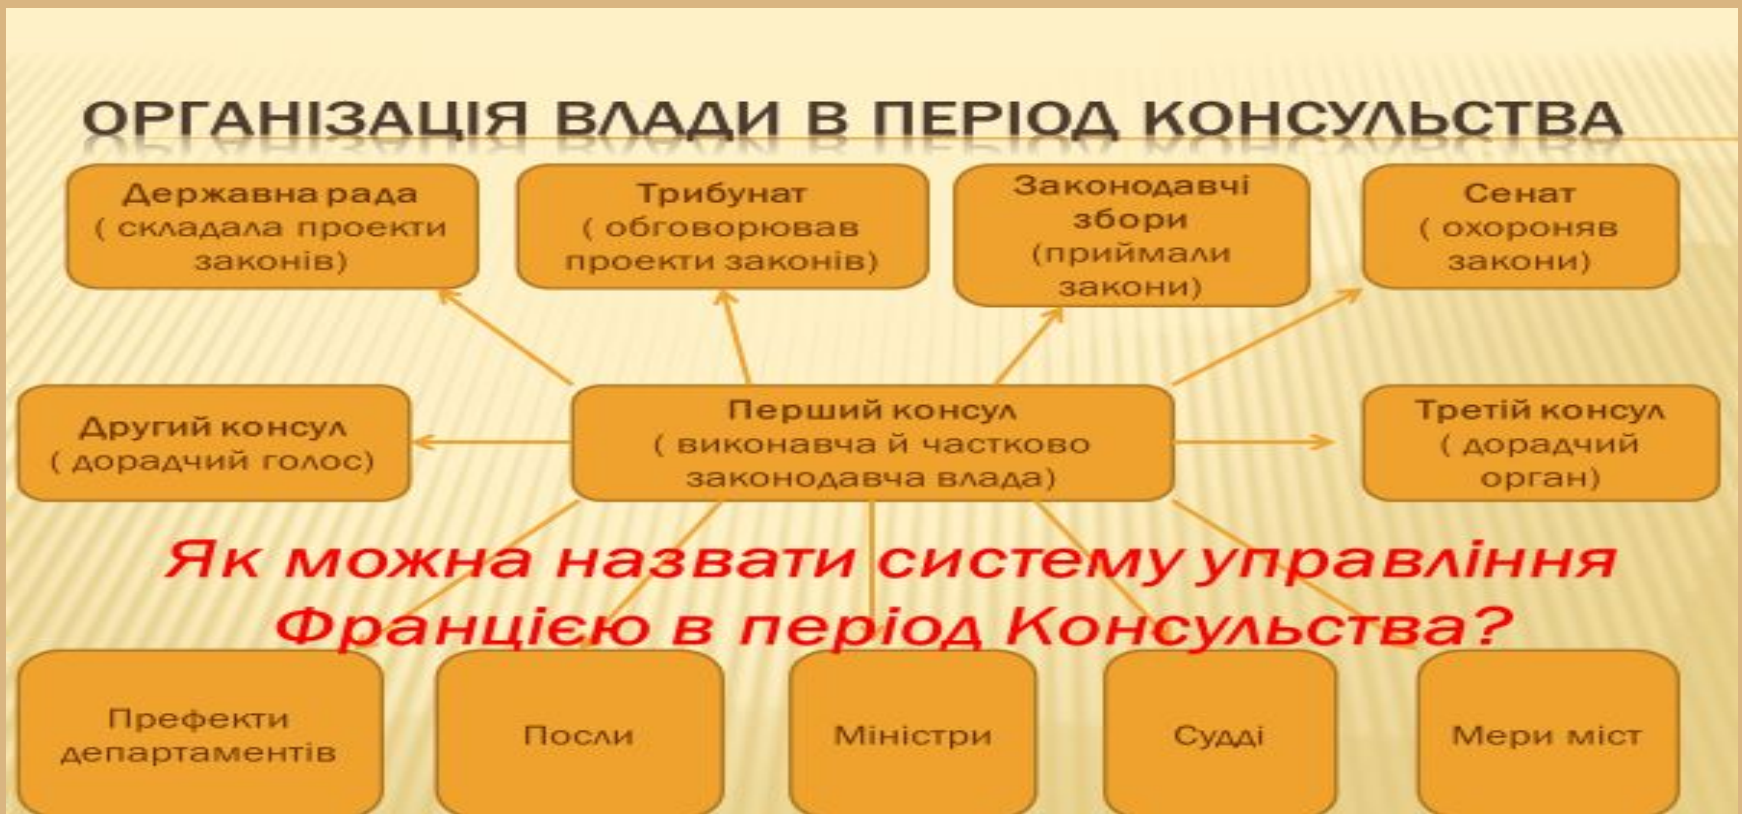 ОРГАНІЗАЦІЯ ВЛАДИ В ПЕРІОД КОНСУЛЬСТВА
Державна рада
( складала проекти
законів)
Трибунат
( обговорював
проекти законів)
Законодавчі
збори
(приймали
закони)
Сенат
( охороняв
закони)
Другий консул
( дорадчий голос)
Перший консул
( виконавча й частково
законодавча влада)
Третій консул
( дорадчий
орган)
Як можна назвати систему управління
Францією в період Консульства?
Префекти
департаментів
Посли
Міністри
Судді
Мери міст